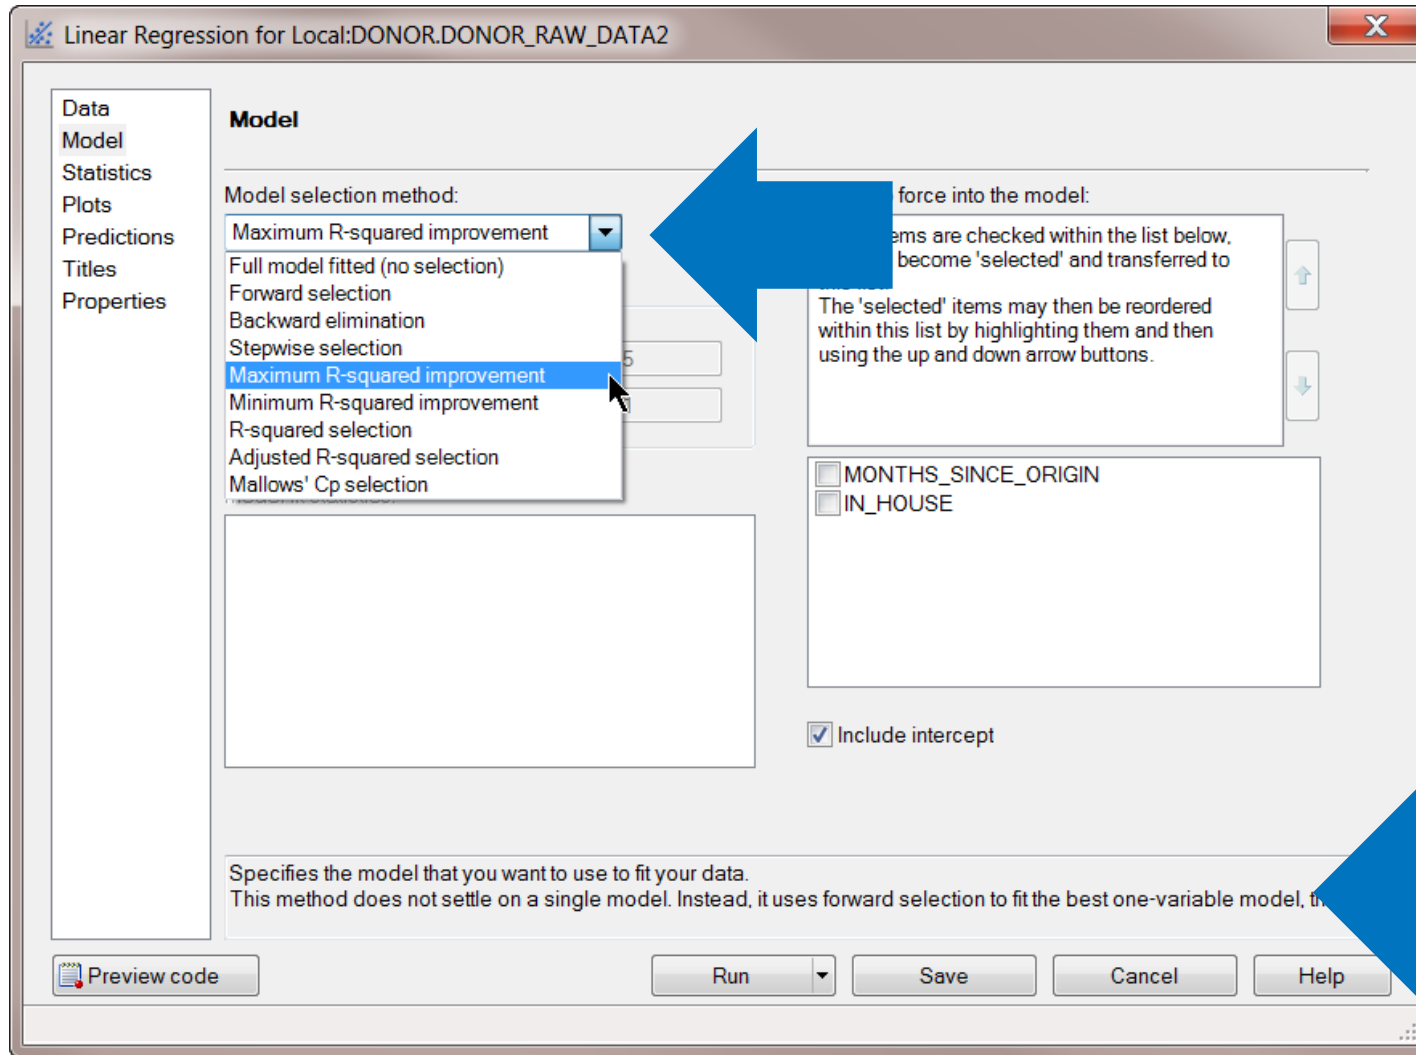 Linear Regression for Local:DONOR.DONOR_RAW_DATA2
X
Data
Model
Statistics
Plots
Predictions
Titles
Properties
Model
Model selection method:
Maximum R-squared improvement
Full model fitted (no selection)
Forward selection
Backward elimination
Stepwise selection
Maximum R-squared improvement
Minimum R-squared improvement
R-squared selection
Adjusted R-squared selection
Mallows' Cp selection
5
force into the model:
are checked within the list below,
become 'selected' and transferred to
The 'selected' items may then be reordered
within this list by highlighting them and then
using the up and down arrow buttons.
MONTHS_SINCE_ORIGIN
IN_HOUSE
Include intercept
Specifies the model that you want to use to fit your data.
This method does not settle on a single model. Instead, it uses forward selection to fit the best one-variable model,
Preview code
Run
Save
Cancel
Help